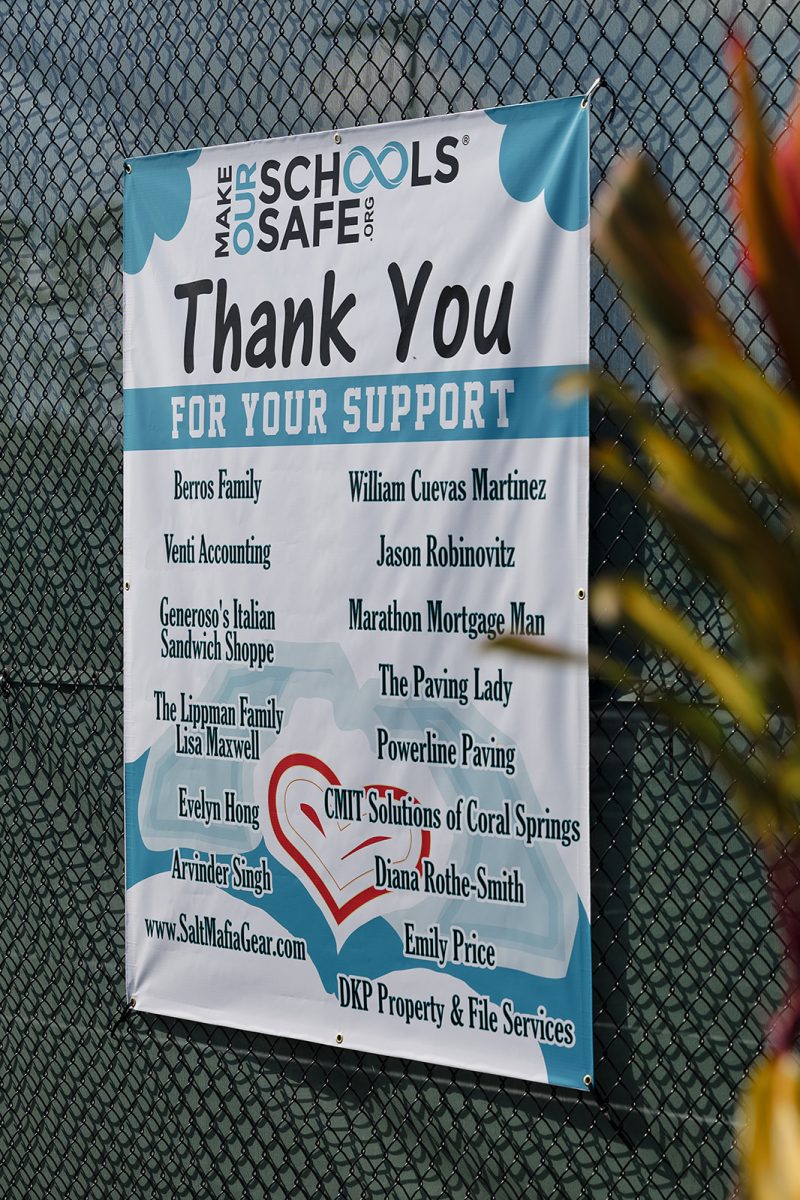 MAKE
OUR
SCHOOLS®
SAFE
.ORG
Thank You
FOR YOUR SUPPORT
Berros Family
Venti Accounting
Generoso's Italian
Sandwich Shoppe
The Lippman Family
Lisa Maxwell
Evelyn Hong
Arvinder Singh
www.SaltMafiaGear.com
William Cuevas Martinez
Jason Robinovitz
Marathon Mortgage Man
The Paving Lady
Powerline Paving
CMIT Solutions of Coral Springs
Diana Rothe-Smith
Emily Price
DKP Property & File Services